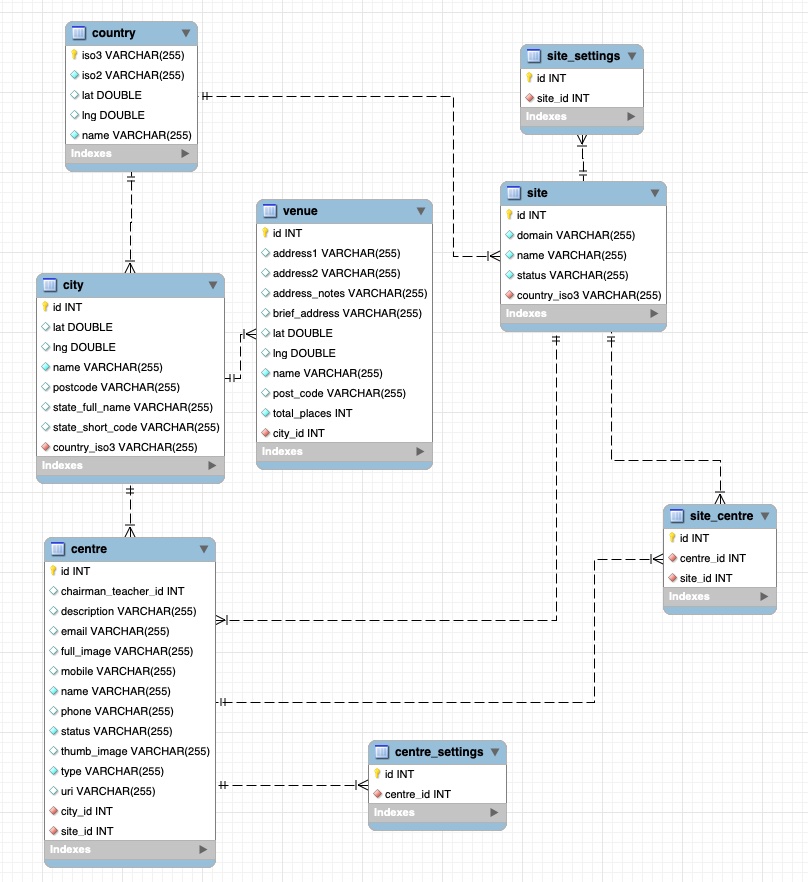 country
iso3 VARCHAR(255)
iso2 VARCHAR(255)
lat DOUBLE
lng DOUBLE
name VARCHAR(255)
Indexes
site_settings
id INT
site_id INT
Indexes
site
id INT
domain VARCHAR(255)
name VARCHAR(255)
status VARCHAR(255)
country_iso3 VARCHAR(255)
Indexes
venue
id INT
address1 VARCHAR(255)
address2 VARCHAR(255)
address_notes VARCHAR(255)
brief_address VARCHAR(255)
lat DOUBLE
lng DOUBLE
name VARCHAR(255)
post_code VARCHAR(255)
total_places INT
city_id INT
Indexes
city
id INT
lat DOUBLE
lng DOUBLE
name VARCHAR(255)
postcode VARCHAR(255)
state_full_name VARCHAR(255)
state_short_code VARCHAR(255)
country_iso3 VARCHAR(255)
Indexes
site_centre
id INT
centre_id INT
site_id INT
Indexes
centre
id INT
chairman_teacher_id INT
description VARCHAR(255)
email VARCHAR(255)
full_image VARCHAR(255)
mobile VARCHAR(255)
name VARCHAR(255)
phone VARCHAR(255)
status VARCHAR(255)
thumb_image VARCHAR(255)
type VARCHAR(255)
uri VARCHAR(255)
city_id INT
site_id INT
Indexes
centre_settings
id INT
centre_id INT
Indexes